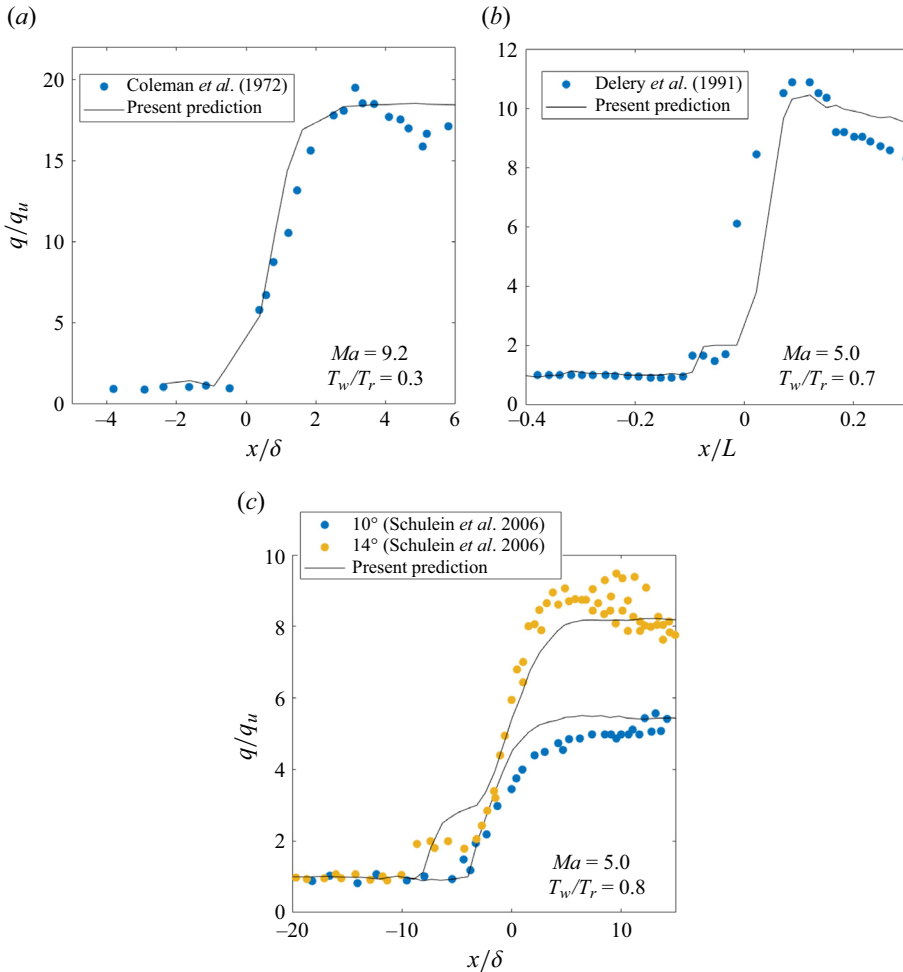 (a)
20
15
10
5
0
q/q_u
Coleman et al. (1972)
Present prediction
Ma = 9.2
T_w/T_r = 0.3
–4 –2 0 2 4 6
x/δ
(b)
12
10
8
6
4
2
0
Delery et al. (1991)
Present prediction
Ma = 5.0
T_w/T_r = 0.7
–0.4 –0.2 0 0.2
x/L
(c)
10° (Schulein et al. 2006)
14° (Schulein et al. 2006)
Present prediction
10
8
6
4
2
0
q/q_u
Ma = 5.0
T_w/T_r = 0.8
–20 –10 0 10
x/δ